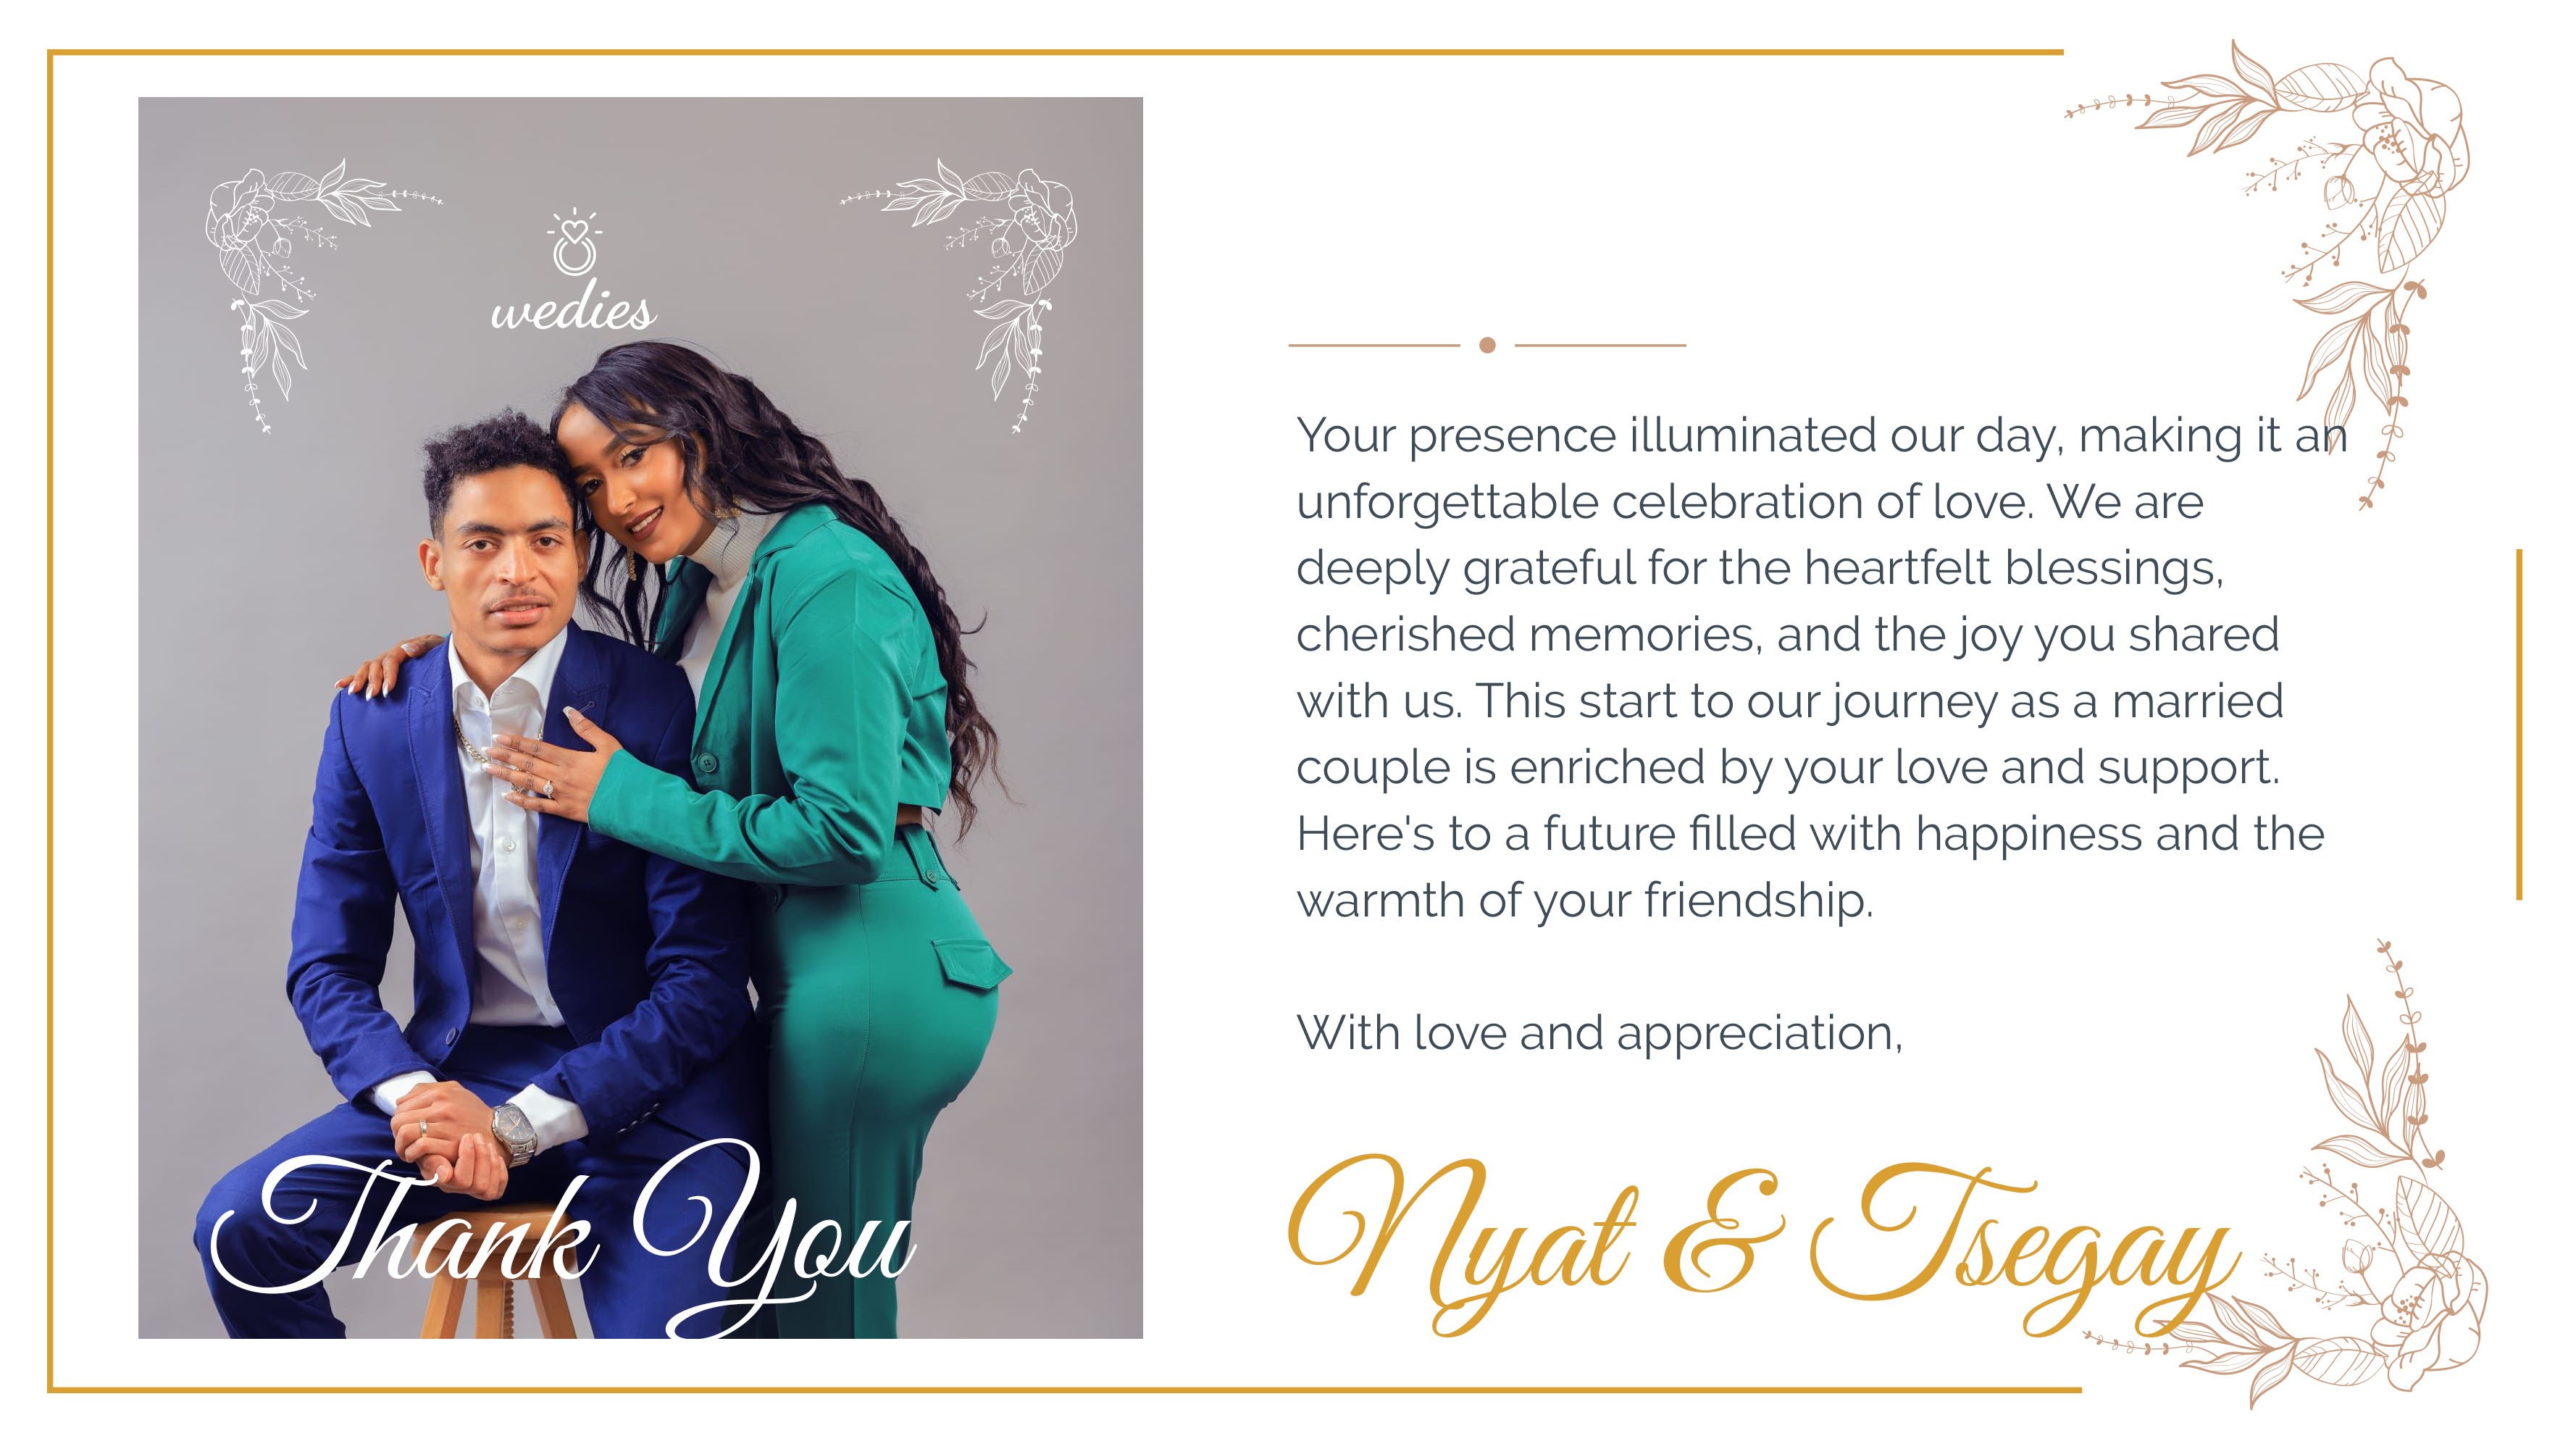 wedies
Thank You
Your presence illuminated our day, making it an
unforgettable celebration of love. We are
deeply grateful for the heartfelt blessings,
cherished memories, and the joy you shared
with us. This start to our journey as a married
couple is enriched by your love and support.
Here's to a future filled with happiness and the
warmth of your friendship.
With love and appreciation,
Nyat & Tsegay